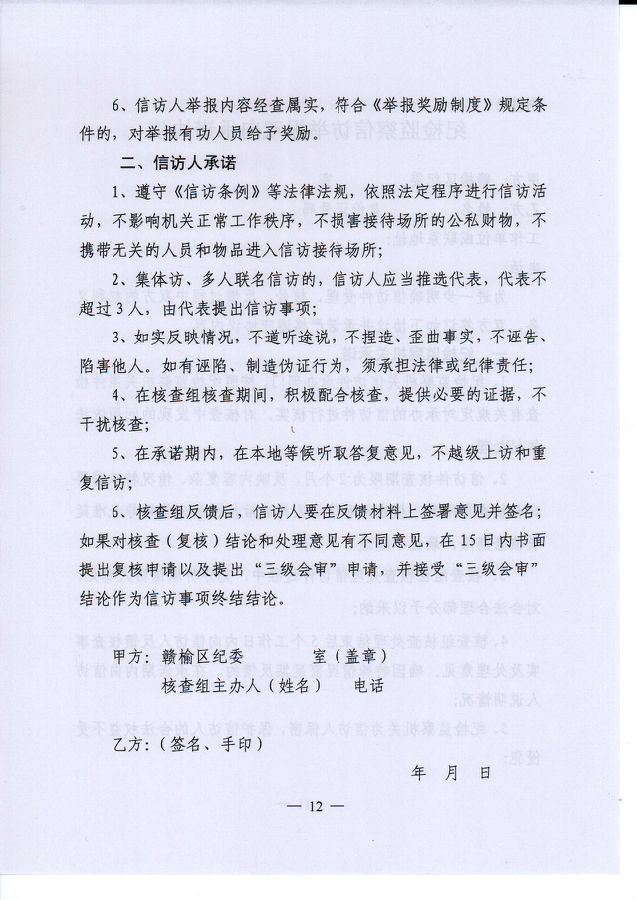 6、信访人举报内容经查属实，符合《举报奖励制度》规定条
件的，对举报有功人员给予奖励。
二、信访人承诺
1、遵守《信访条例》等法律法规，依照法定程序进行信访活
动，不影响机关正常工作秩序，不损害接待场所的公私财物，不
携带无关的人员和物品进入信访接待场所；
2、集体访、多人联名信访的，信访人应当推选代表，代表不
超过3人，由代表提出信访事项；
3、如实反映情况，不道听途说，不捏造、歪曲事实，不诬告、
陷害他人。如有诬陷、制造伪证行为，须承担法律或纪律责任；
4、在核查组核查期间，积极配合核查，提供必要的证据，不
干扰核查；
5、在承诺期内，在本地等候听取答复意见，不越级上访和重
复信访；
6、核查组反馈后，信访人要在反馈材料上签署意见并签名；
如果对核查（复核）结论和处理意见有不同意见，在15日内书面
提出复核申请以及提出“三级会审”申请，并接受“三级会审”
结论作为信访事项终结结论。
甲方：赣榆区纪委 室（盖章）
核查组主办人（姓名） 电话
乙方：（签名、手印）
年 月 日
— 12 —